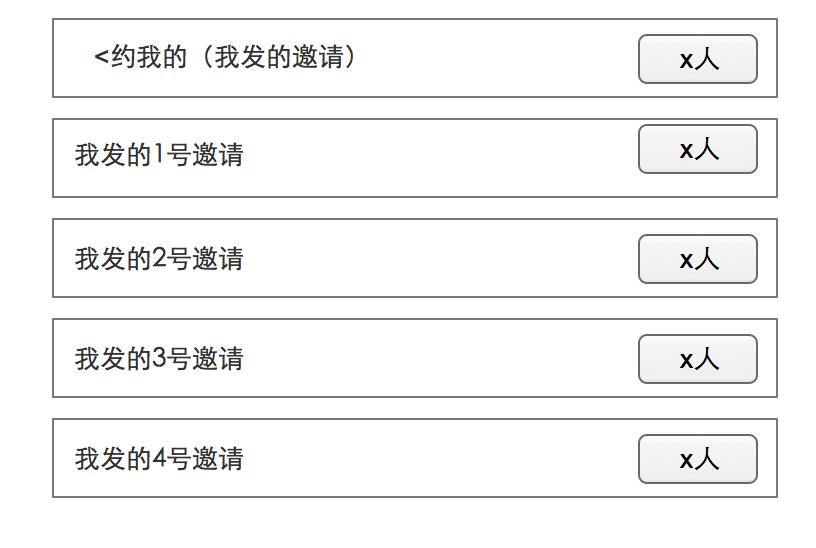 <约我的（我发的邀请） x人
我发的1号邀请 x人
我发的2号邀请 x人
我发的3号邀请 x人
我发的4号邀请 x人